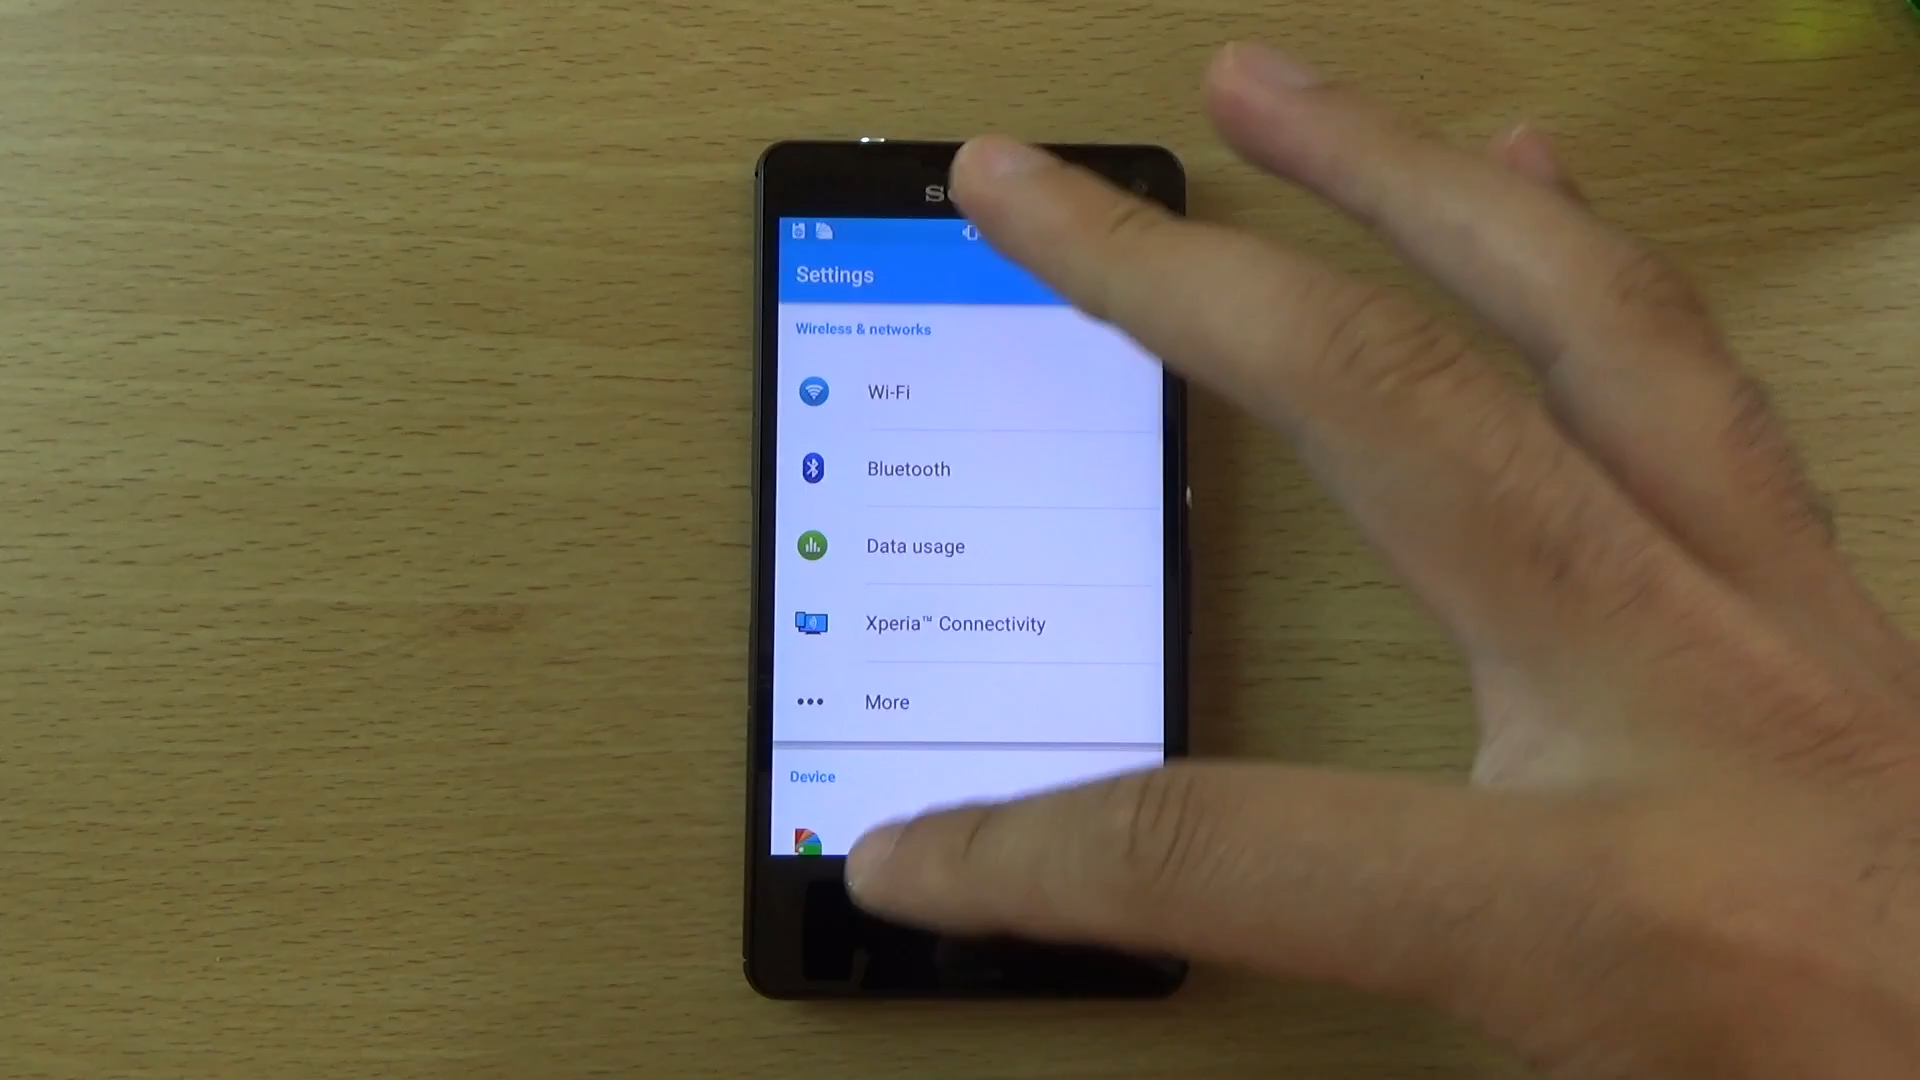 Settings
Wireless & networks
Wi-Fi
Bluetooth
Data usage
Xperia™ Connectivity
More
Device